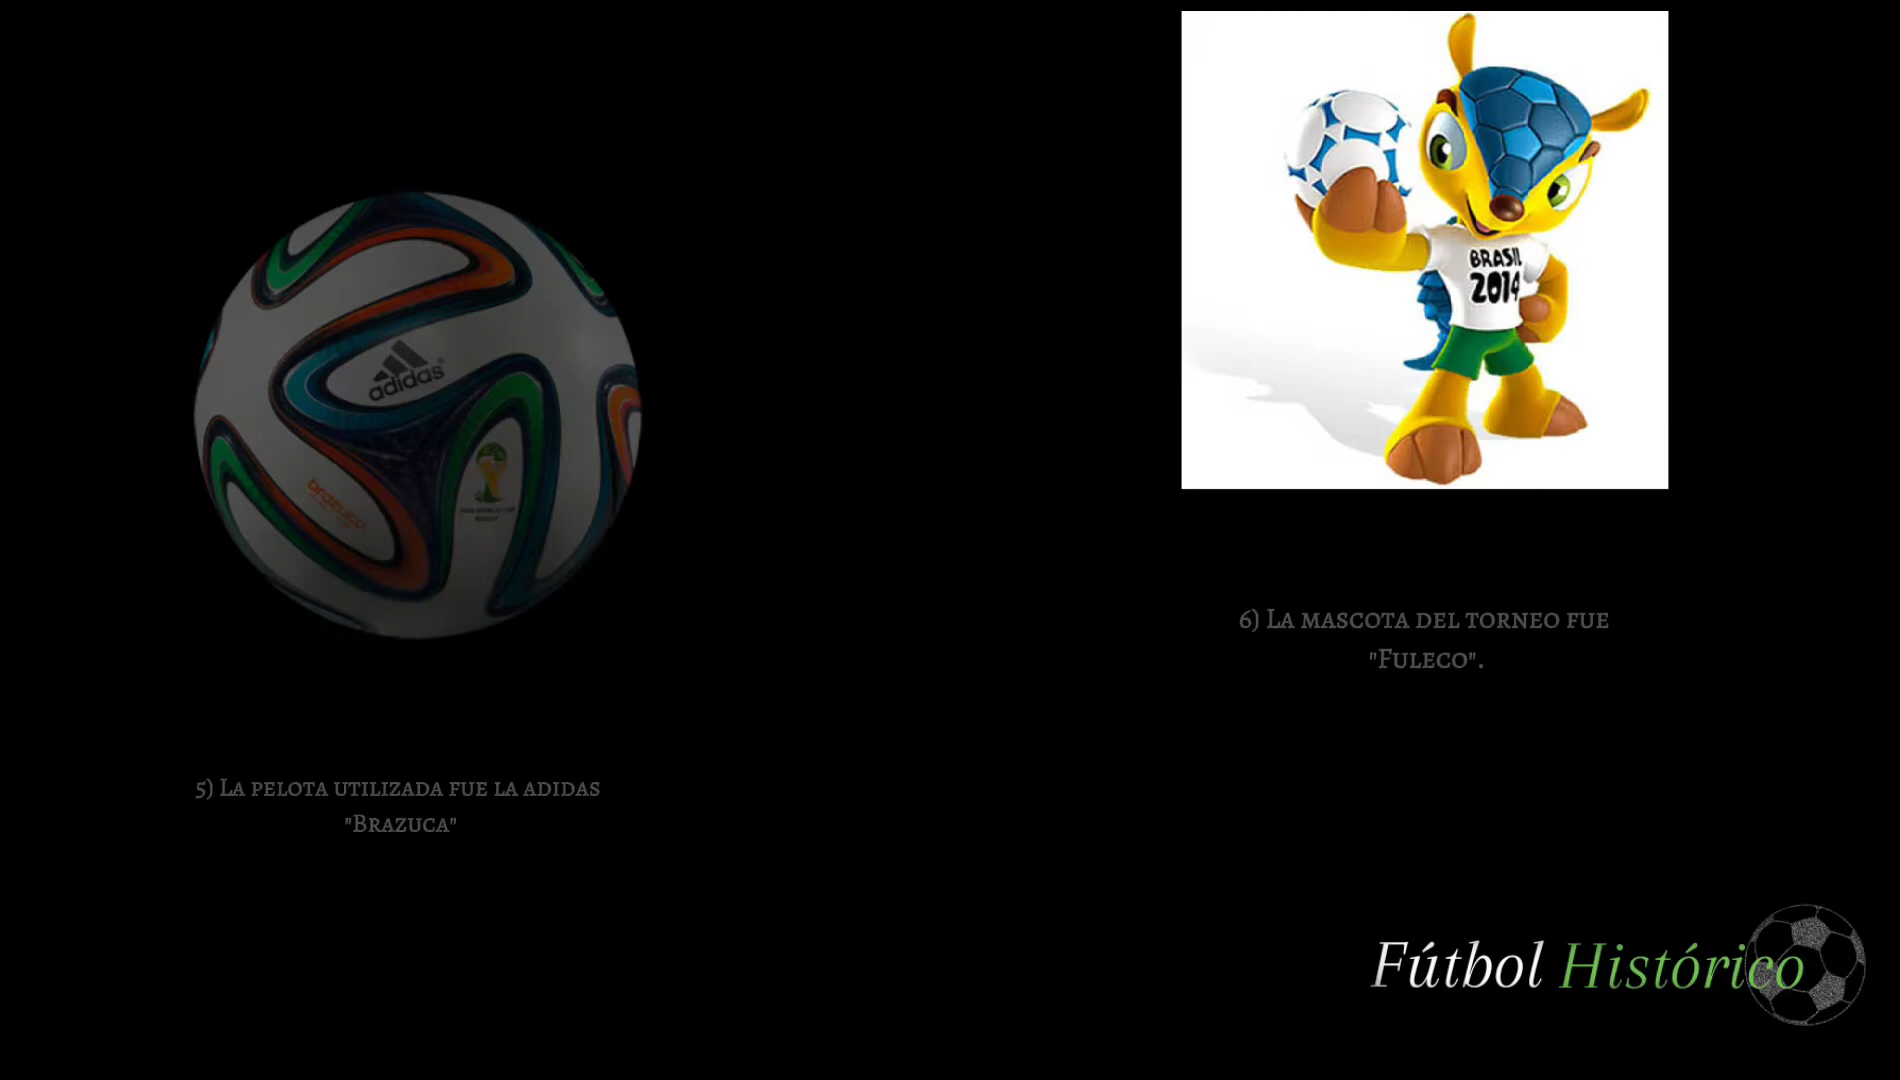 adidas
brazuca
5) La pelota utilizada fue la adidas
"Brazuca"
BRASIL
2014
6) La mascota del torneo fue
"Fuleco".
Fútbol Histórico